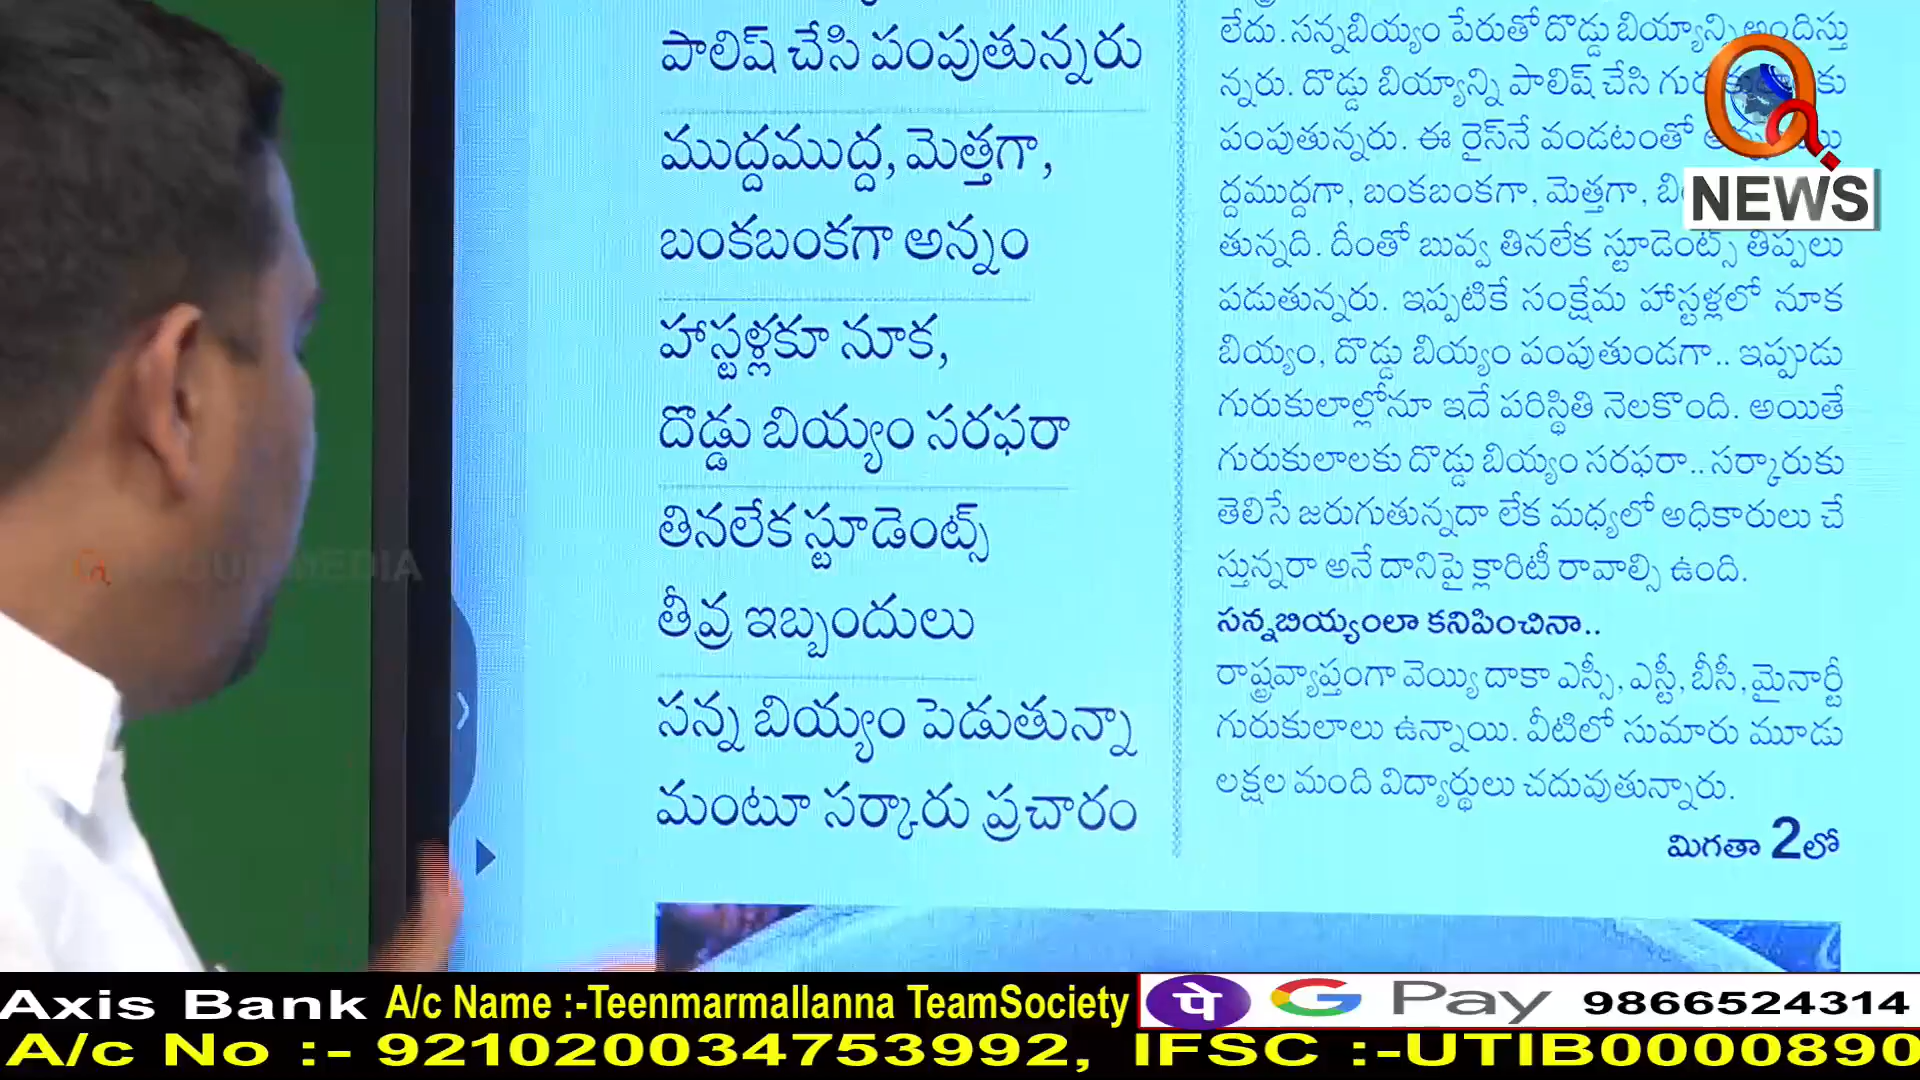 పాలిష్ చేసి పంపుతున్నరు
ముద్దముద్ద, మెత్తగా,
బంకబంకగా అన్నం
హాస్టళ్లకూ నూక,
దొడ్డు బియ్యం సరఫరా
తినలేక స్టూడెంట్స్
తీవ్ర ఇబ్బందులు
సన్న బియ్యం పెడుతున్నా
మంటూ సర్కారు ప్రచారం
లేదు. సన్నబియ్యం పేరుతో దొడ్డు బియ్యాన్ని అందిస్తు
న్నరు. దొడ్డు బియ్యాన్ని పాలిష్ చేసి
పంపుతున్నరు. ఈ రైస్‌నే వండటంతో
ద్దముద్దగా, బంకబంకగా, మెత్తగా,
తున్నది. దీంతో బువ్వ తినలేక స్టూడెంట్స్ తిప్పలు
పడుతున్నరు. ఇప్పటికే సంక్షేమ హాస్టళ్లలో నూక
బియ్యం, దొడ్డు బియ్యం పంపుతుండగా.. ఇప్పుడు
గురుకులాల్లోనూ ఇదే పరిస్థితి నెలకొంది. అయితే
గురుకులాలకు దొడ్డు బియ్యం సరఫరా.. సర్కారుకు
తెలిసే జరుగుతున్నదా లేక మధ్యలో అధికారులు చే
స్తున్నరా అనే దానిపై క్లారిటీ రావాల్సి ఉంది.
సన్నబియ్యంలా కనిపించినా..
రాష్ట్రవ్యాప్తంగా వెయ్యి దాకా ఎస్సీ, ఎస్టీ, బీసీ, మైనార్టీ
గురుకులాలు ఉన్నాయి. వీటిలో సుమారు మూడు
లక్షల మంది విద్యార్థులు చదువుతున్నారు.
మిగతా 2లో
Q
NEWS
Axis Bank A/c Name :-Teenmarmallanna TeamSociety
पे G Pay 9866524314
A/c No :- 921020034753992, IFSC :-UTIB0000890